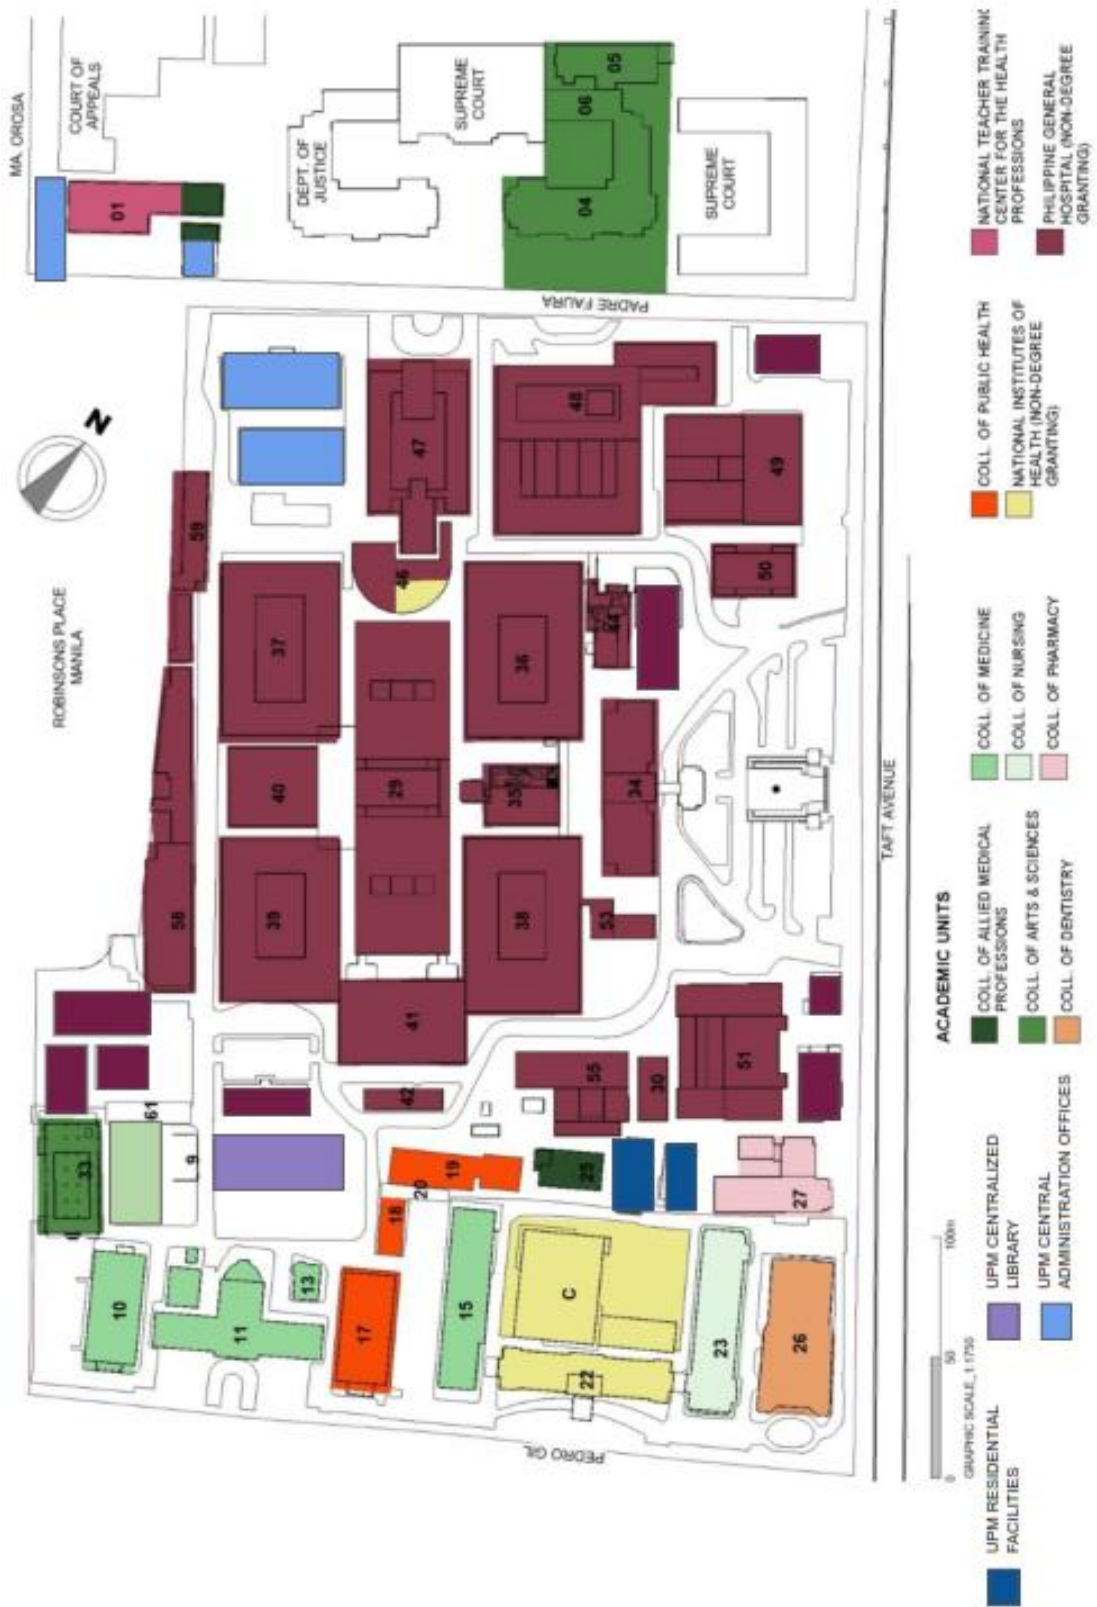 MA. OROSA
COURT OF
APPEALS
01
DEPT. OF
JUSTICE
SUPREME
COURT
05
06
04
SUPREME
COURT
PADRE FAURA
N
ROBINSONS PLACE
MANILA
59
47
48
49
46
50
37
36
44
40
29
35
34
58
39
38
53
41
42
55
30
51
61
9
33
19
20
25
27
18
10
11
13
17
15
C
22
23
26
PEDRO GIL
TAFT AVENUE
0
50
100m
GRAPHIC SCALE_1:1750
ACADEMIC UNITS
UPM RESIDENTIAL
FACILITIES
UPM CENTRALIZED
LIBRARY
UPM CENTRAL
ADMINISTRATION OFFICES
COLL. OF ALLIED MEDICAL
PROFESSIONS
COLL. OF ARTS & SCIENCES
COLL. OF DENTISTRY
COLL. OF MEDICINE
COLL. OF NURSING
COLL. OF PHARMACY
COLL. OF PUBLIC HEALTH
NATIONAL INSTITUTES OF
HEALTH (NON-DEGREE
GRANTING)
NATIONAL TEACHER TRAINING
CENTER FOR THE HEALTH
PROFESSIONS
PHILIPPINE GENERAL
HOSPITAL (NON-DEGREE
GRANTING)